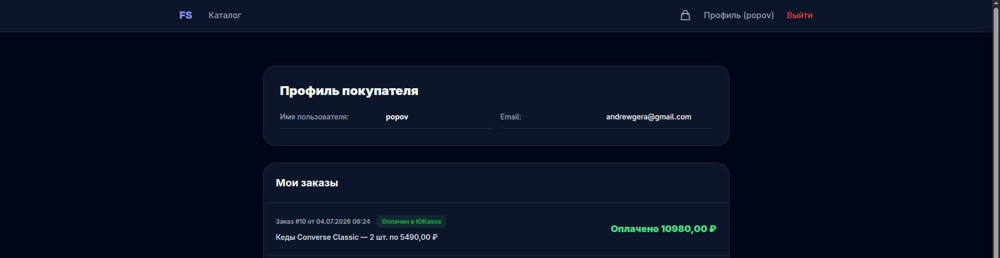 FS Каталог Профиль (popov) Выйти
Профиль покупателя
Имя пользователя: popov Email: andrewgera@gmail.com
Мои заказы
Заказ #10 от 04.07.2026 06:24 Оплачен в ЮKassa
Оплачено 10980,00 ₽
Кеды Converse Classic — 2 шт. по 5490,00 ₽